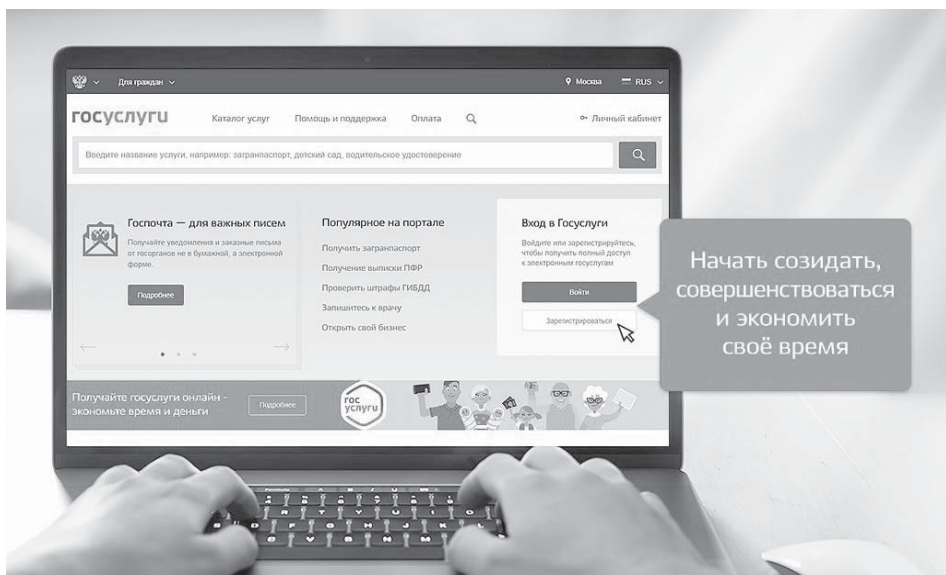 Для граждан
Москва
RUS
госуслуги
Каталог услуг
Помощь и поддержка
Оплата
Личный кабинет
Введите название услуги, например: загранпаспорт, детский сад, водительское удостоверение
Госпочта — для важных писем
Получайте уведомления и заказные письма
от госорганов не в бумажной, а электронной
форме.
Подробнее
Популярное на портале
Получить загранпаспорт
Получение выписки ПФР
Проверить штрафы ГИБДД
Запишитесь к врачу
Открыть свой бизнес
Вход в Госуслуги
Войдите или зарегистрируйтесь,
чтобы получить полный доступ
к электронным госуслугам
Войти
Зарегистрироваться
Начать созидать,
совершенствоваться
и экономить
своё время
Получайте госуслуги онлайн -
экономьте время и деньги
Подробнее
гос
услуги